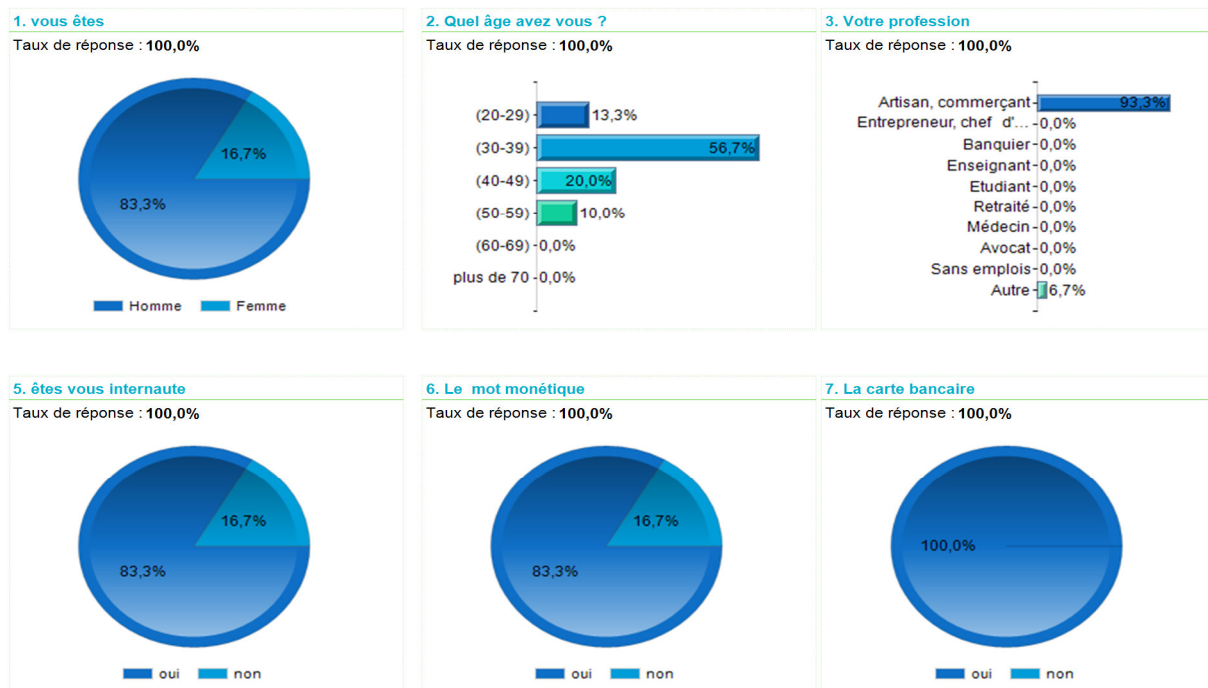 1. vous êtes
Taux de réponse : 100,0%
16,7%
83,3%
Homme Femme
2. Quel âge avez vous ?
Taux de réponse : 100,0%
(20-29) 13,3%
(30-39) 56,7%
(40-49) 20,0%
(50-59) 10,0%
(60-69) 0,0%
plus de 70 0,0%
3. Votre profession
Taux de réponse : 100,0%
Artisan, commerçant 93,3%
Entrepreneur, chef d'... 0,0%
Banquier 0,0%
Enseignant 0,0%
Etudiant 0,0%
Retraité 0,0%
Médecin 0,0%
Avocat 0,0%
Sans emplois 0,0%
Autre 6,7%
5. êtes vous internaute
Taux de réponse : 100,0%
16,7%
83,3%
oui non
6. Le mot monétique
Taux de réponse : 100,0%
16,7%
83,3%
oui non
7. La carte bancaire
Taux de réponse : 100,0%
100,0%
oui non